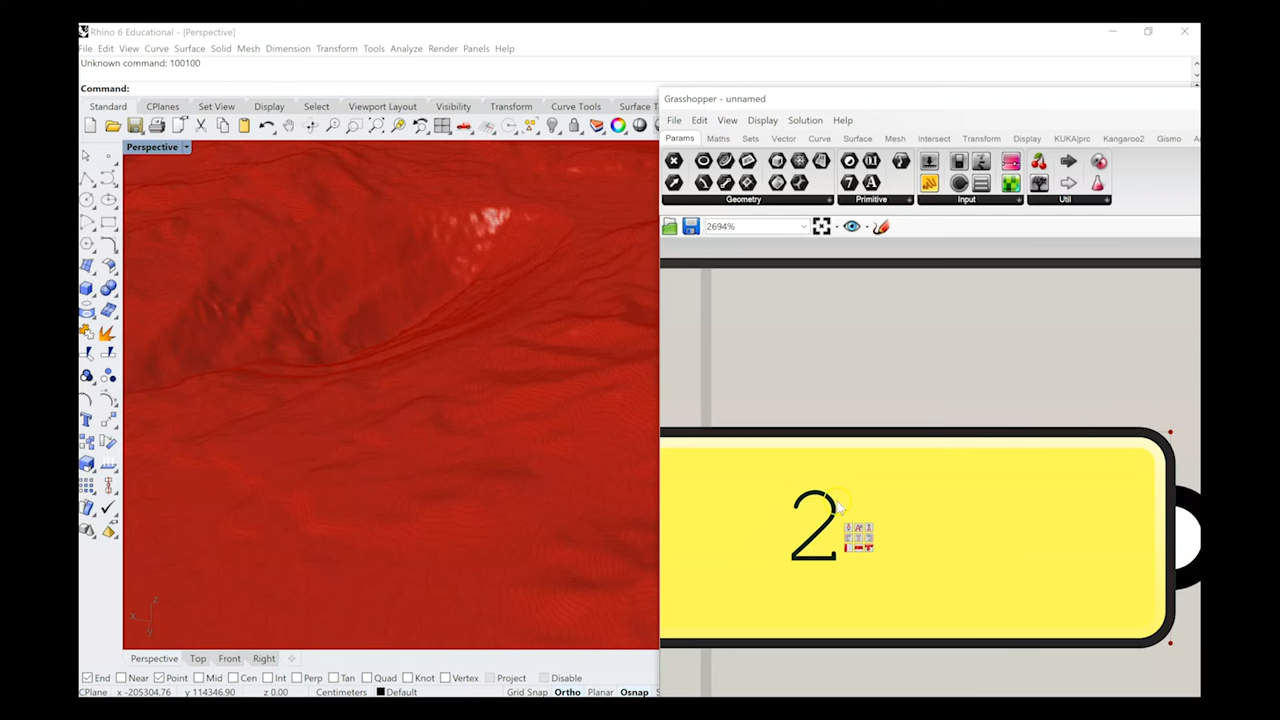 Rhino 6 Educational - [Perspective]
File Edit View Curve Surface Solid Mesh Dimension Transform Tools Analyze Render Panels Help
Unknown command: 100100
Command:
Standard CPlanes Set View Display Select Viewport Layout Visibility Transform Curve Tools Surface T
Perspective
Grasshopper - unnamed
File Edit View Display Solution Help
Params Maths Sets Vector Curve Surface Mesh Intersect Transform Display KUKA|prc Kangaroo2 Gismo
Geometry Primitive Input Util
2694%
2
x y z
Perspective Top Front Right
End Near Point Mid Cen Int Perp Tan Quad Knot Vertex Project Disable
CPlane x -205304.76 y 114346.90 z 0.00 Centimeters Default Grid Snap Ortho Planar Osnap